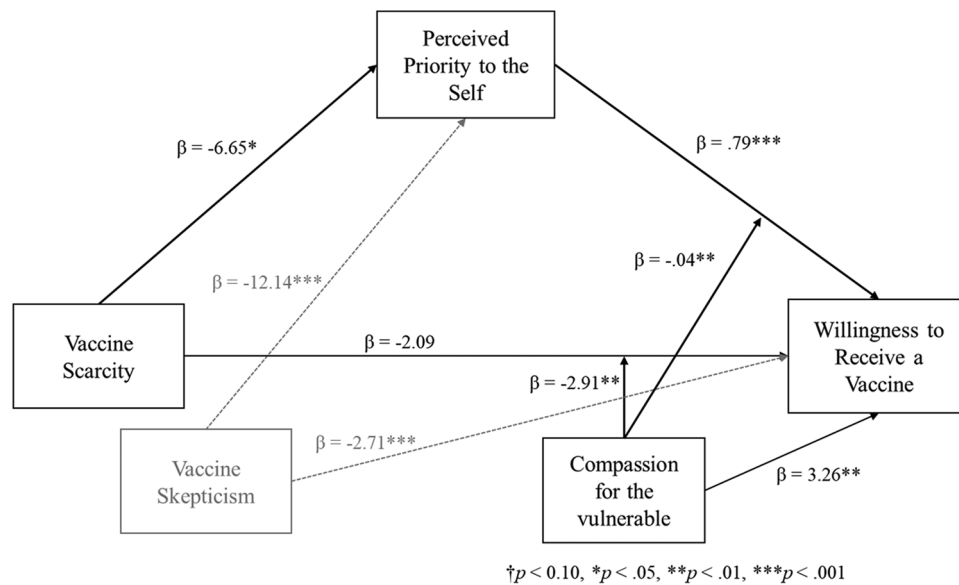 Perceived
Priority to the
Self
β = -6.65*
β = .79***
β = -12.14***
β = -.04**
Vaccine
Scarcity
β = -2.09
Willingness to
Receive a
Vaccine
β = -2.91**
Vaccine
Skepticism
β = -2.71***
Compassion
for the
vulnerable
β = 3.26**
†p < 0.10, *p < .05, **p < .01, ***p < .001